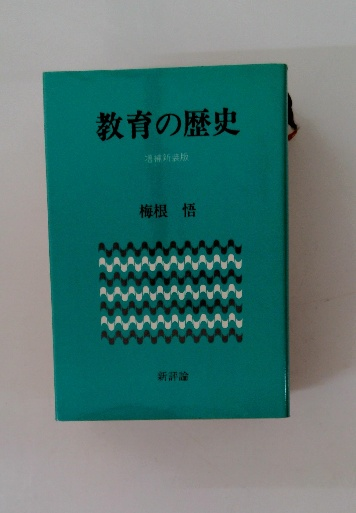 教育の歴史
増補新装版
梅根 悟
新評論